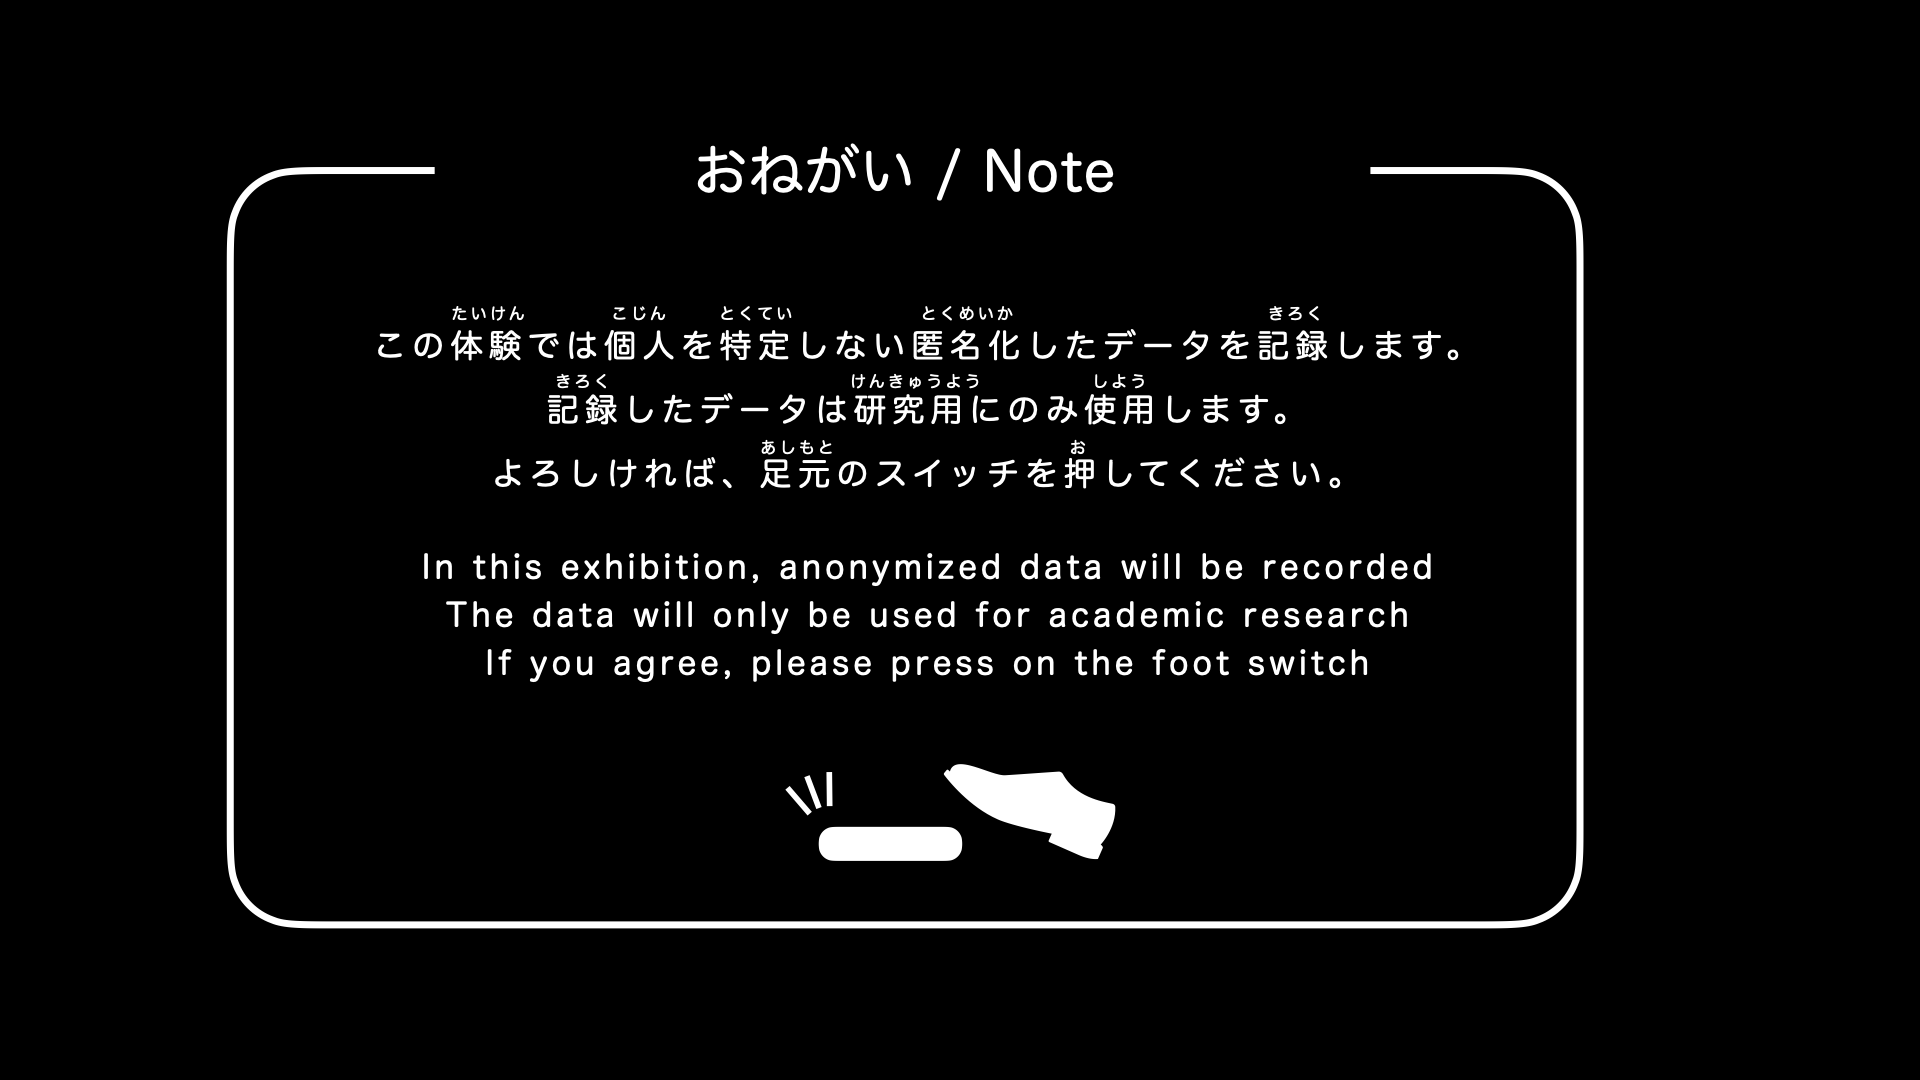 おねがい / Note
たいけん こじん とくてい とくめいか きろく
この体験では個人を特定しない匿名化したデータを記録します。
きろく けんきゅうよう しよう
記録したデータは研究用にのみ使用します。
あしもと お
よろしければ、足元のスイッチを押してください。
In this exhibition, anonymized data will be recorded
The data will only be used for academic research
If you agree, please press on the foot switch